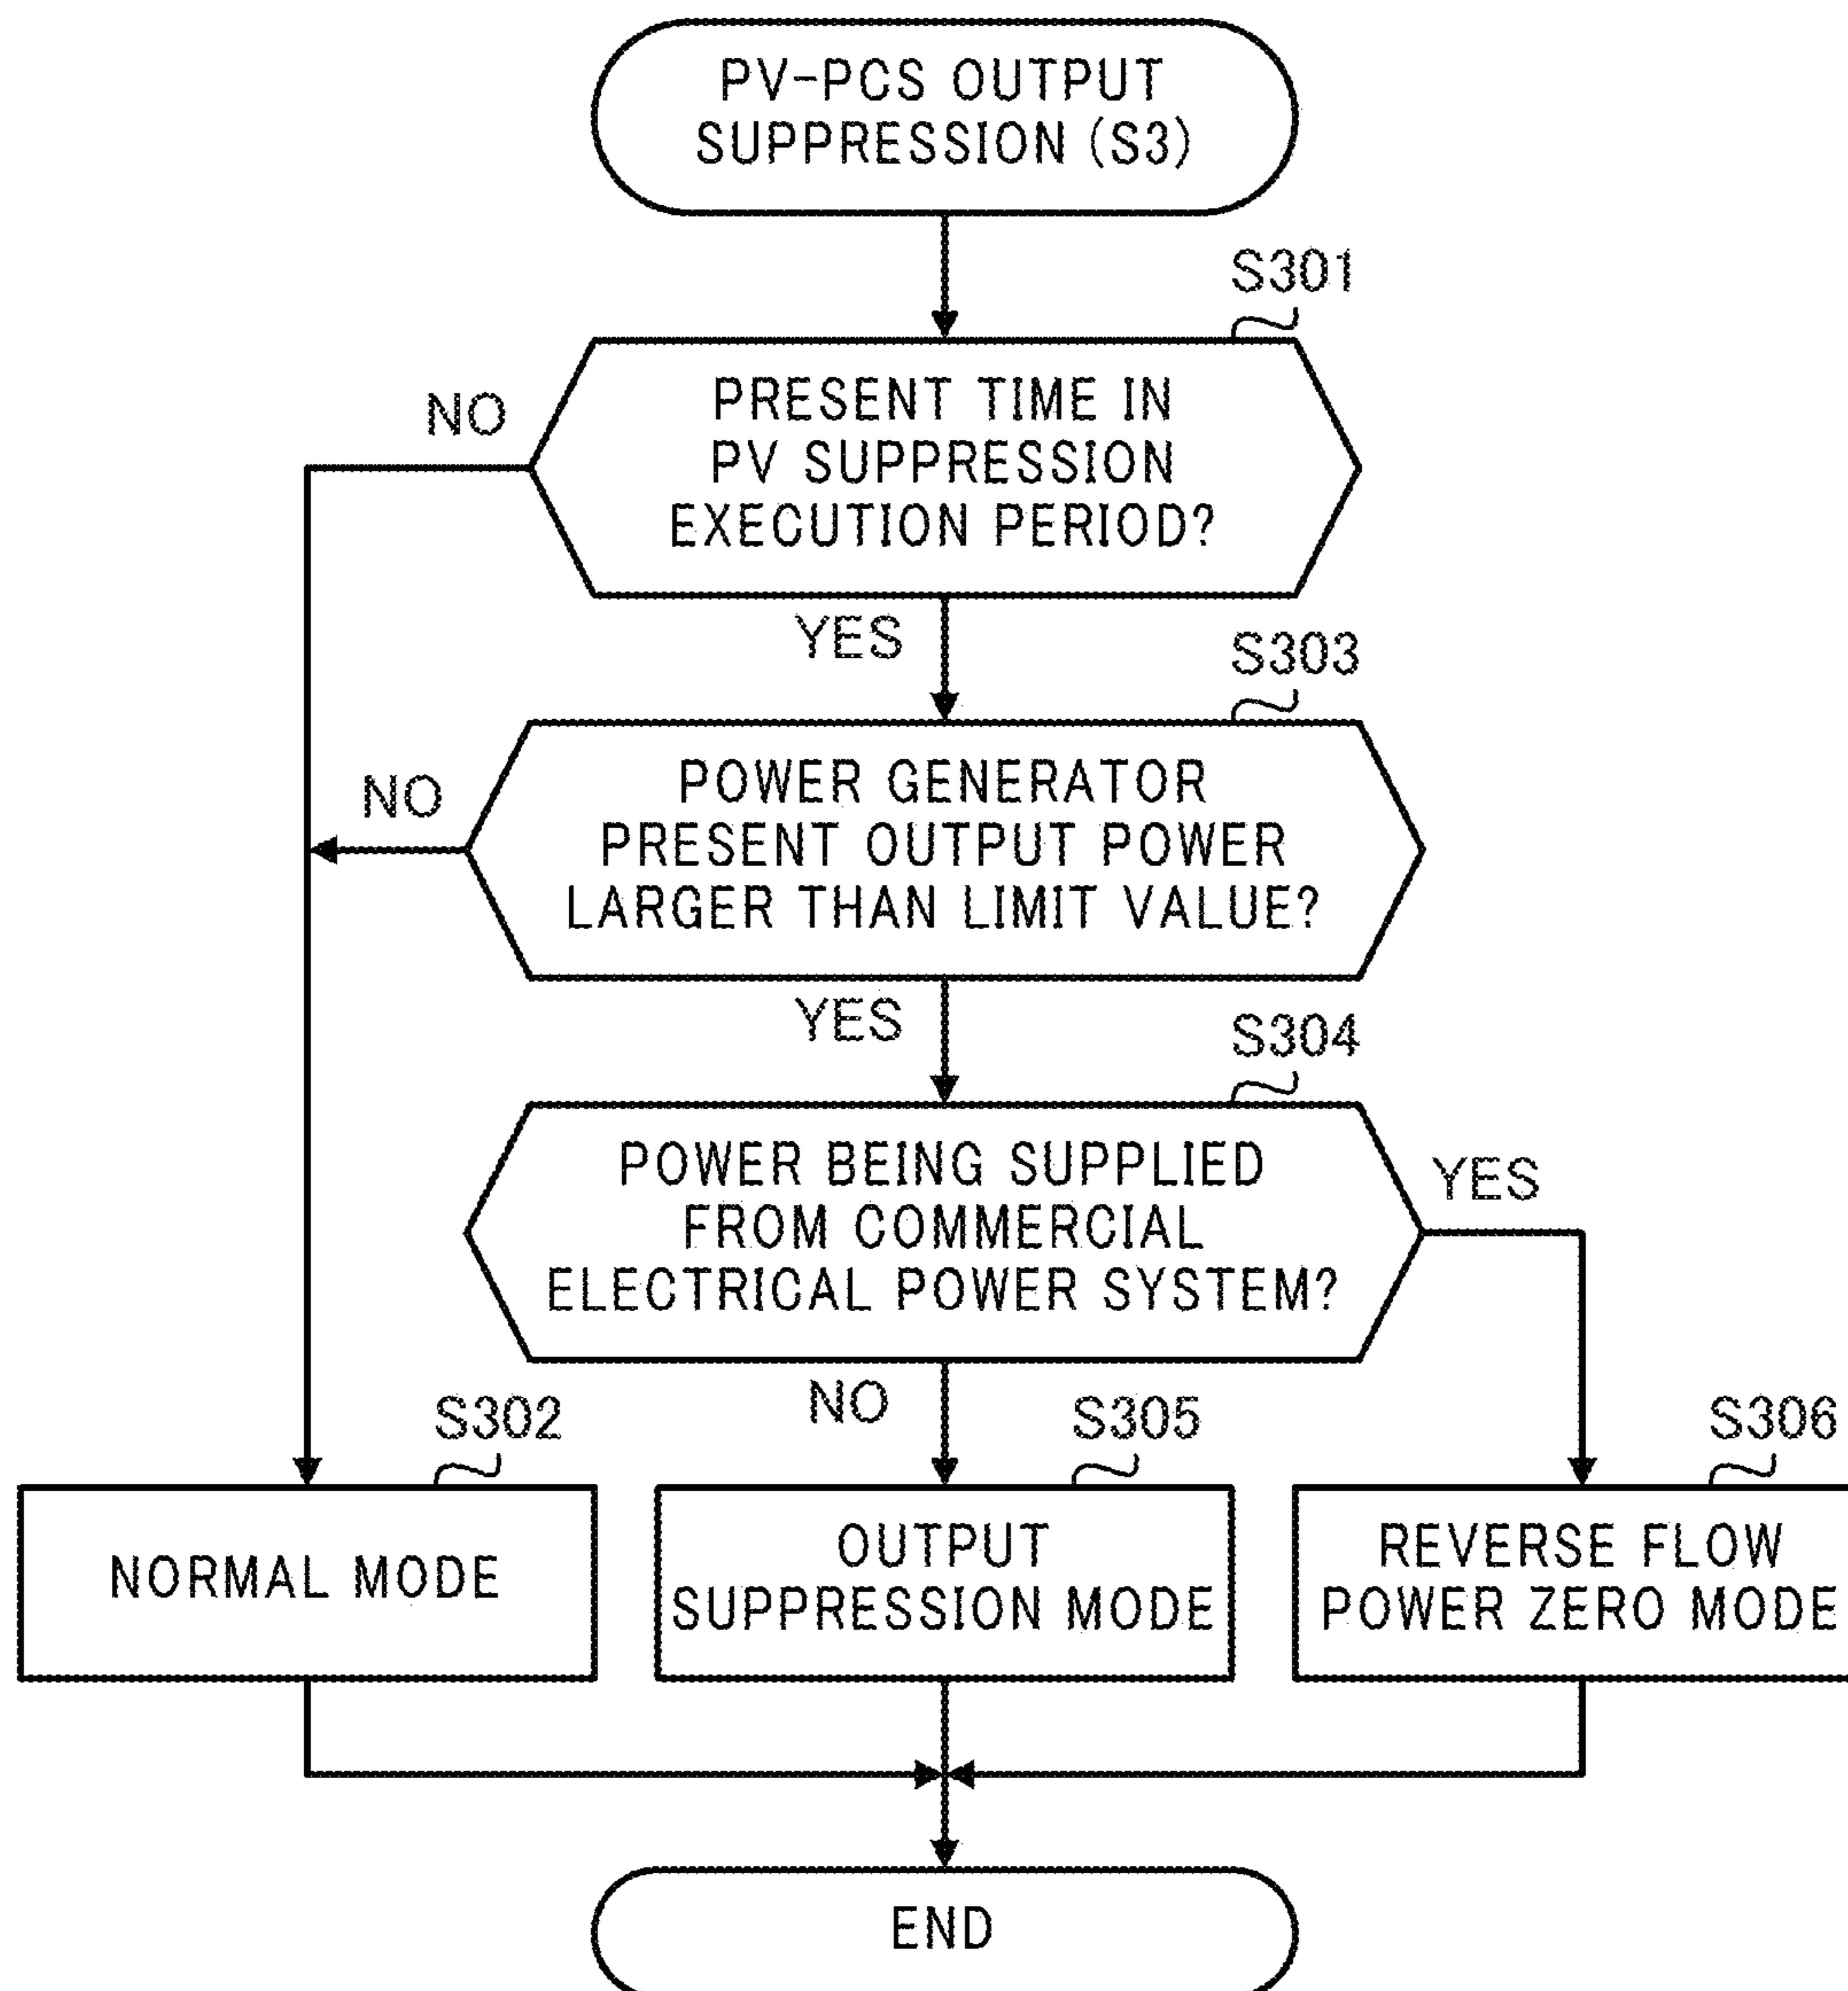 PV-PCS OUTPUT
SUPPRESSION (S3)
S301
PRESENT TIME IN
PV SUPPRESSION
EXECUTION PERIOD?
NO
YES
S303
POWER GENERATOR
PRESENT OUTPUT POWER
LARGER THAN LIMIT VALUE?
NO
YES
S304
POWER BEING SUPPLIED
FROM COMMERCIAL
ELECTRICAL POWER SYSTEM?
YES
NO
S302
NORMAL MODE
S305
OUTPUT
SUPPRESSION MODE
S306
REVERSE FLOW
POWER ZERO MODE
END